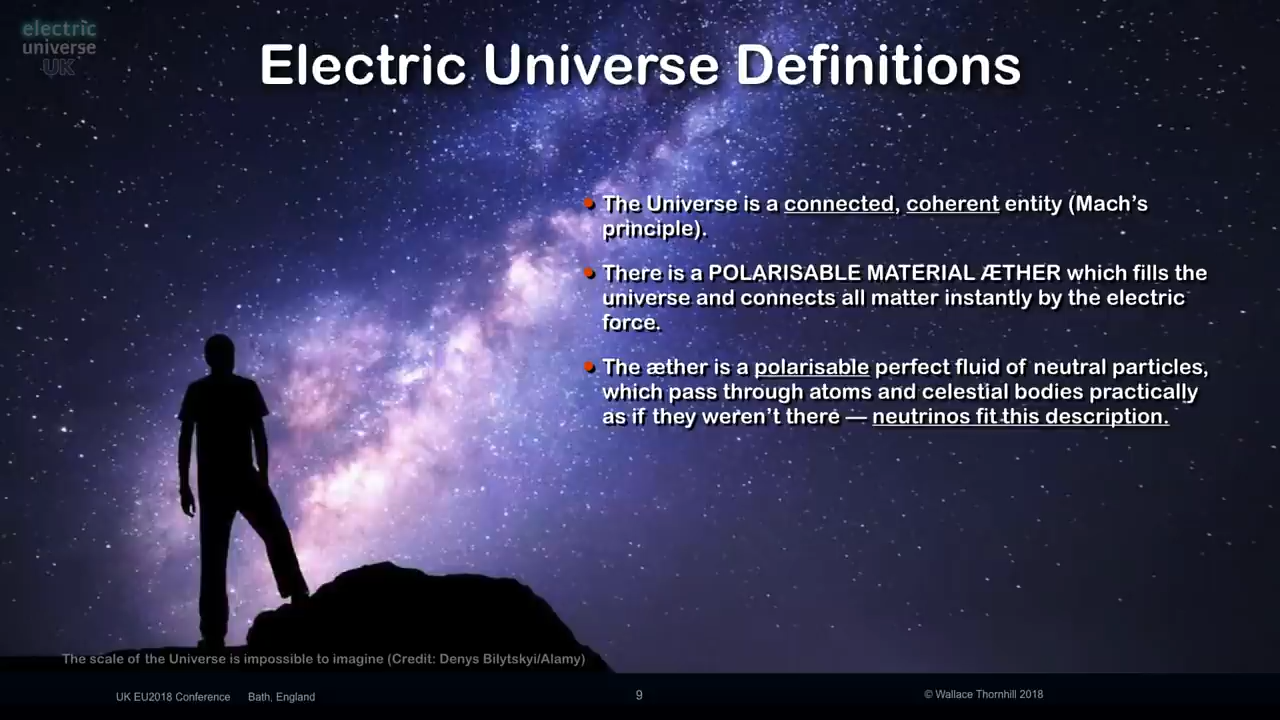 electric
universe
UK
Electric Universe Definitions
• The Universe is a connected, coherent entity (Mach’s
principle).
• There is a POLARISABLE MATERIAL ÆTHER which fills the
universe and connects all matter instantly by the electric
force.
• The æther is a polarisable perfect fluid of neutral particles,
which pass through atoms and celestial bodies practically
as if they weren’t there — neutrinos fit this description.
The scale of the Universe is impossible to imagine (Credit: Denys Bilytskyi/Alamy)
UK EU2018 Conference Bath, England
9
© Wallace Thornhill 2018